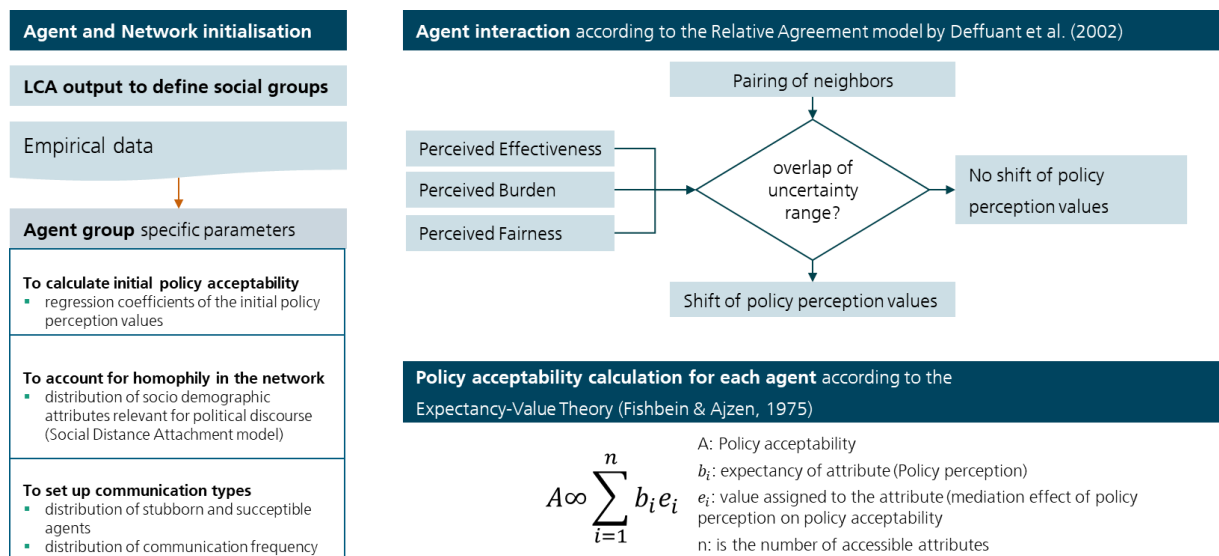 Agent and Network initialisation
LCA output to define social groups
Empirical data
Agent group specific parameters
To calculate initial policy acceptability
▪ regression coefficients of the initial policy
perception values
To account for homophily in the network
▪ distribution of socio demographic
attributes relevant for political discourse
(Social Distance Attachment model)
To set up communication types
▪ distribution of stubborn and succeptible
agents
▪ distribution of communication frequency
Agent interaction according to the Relative Agreement model by Deffuant et al. (2002)
Pairing of neighbors
Perceived Effectiveness
Perceived Burden
Perceived Fairness
overlap of
uncertainty
range?
No shift of policy
perception values
Shift of policy perception values
Policy acceptability calculation for each agent according to the
Expectancy-Value Theory (Fishbein & Ajzen, 1975)
A∞ ∑ᵢ₌₁ⁿ bᵢeᵢ
A: Policy acceptability
bᵢ: expectancy of attribute (Policy perception)
eᵢ: value assigned to the attribute (mediation effect of policy
perception on policy acceptability
n: is the number of accessible attributes